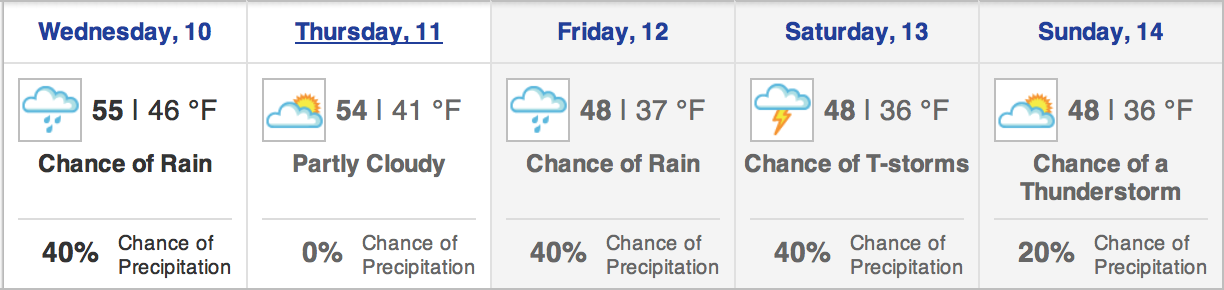 Wednesday, 10
55 | 46 °F
Chance of Rain
40% Chance of
Precipitation
Thursday, 11
54 | 41 °F
Partly Cloudy
0% Chance of
Precipitation
Friday, 12
48 | 37 °F
Chance of Rain
40% Chance of
Precipitation
Saturday, 13
48 | 36 °F
Chance of T-storms
40% Chance of
Precipitation
Sunday, 14
48 | 36 °F
Chance of a
Thunderstorm
20% Chance of
Precipitation